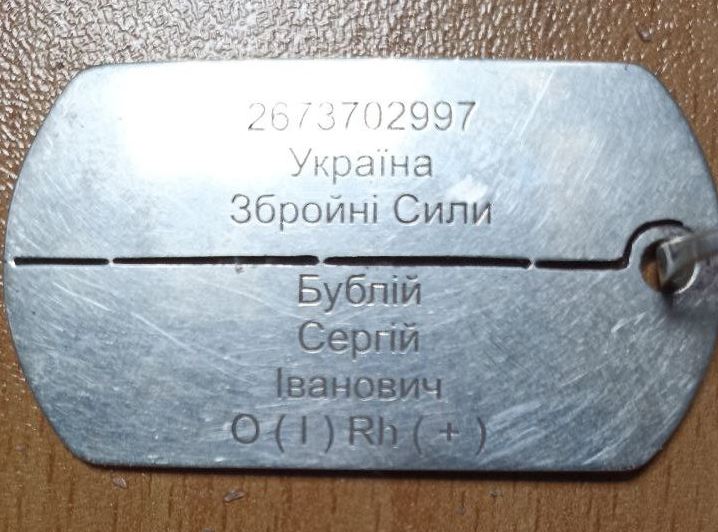 2673702997
Україна
Збройні Сили
Бублій
Сергій
Іванович
O ( I ) Rh ( + )